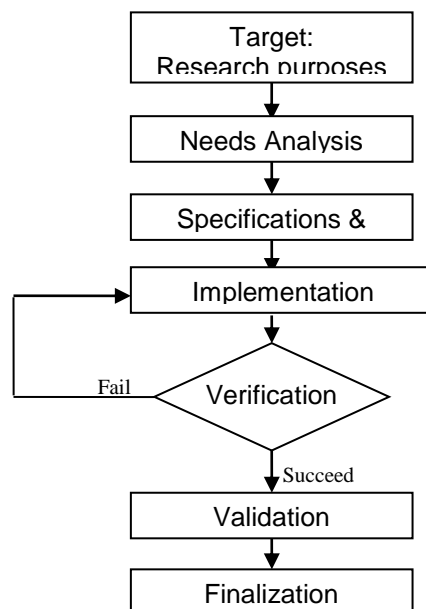 Target:
Research purposes
Needs Analysis
Specifications &
Implementation
Fail
Verification
Succeed
Validation
Finalization